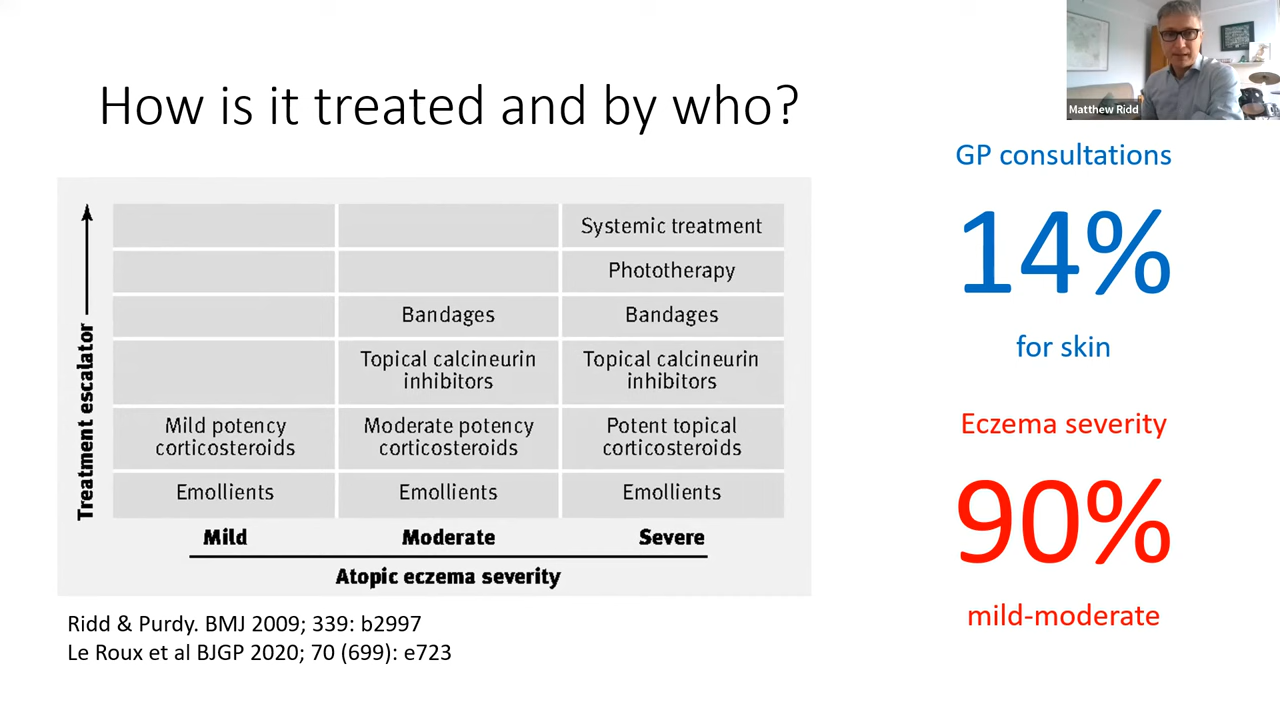 How is it treated and by who?
Matthew Ridd
GP consultations
14%
for skin
Eczema severity
90%
mild-moderate
Treatment escalator
Systemic treatment
Phototherapy
Bandages
Bandages
Topical calcineurin
inhibitors
Topical calcineurin
inhibitors
Mild potency
corticosteroids
Moderate potency
corticosteroids
Potent topical
corticosteroids
Emollients
Emollients
Emollients
Mild
Moderate
Severe
Atopic eczema severity
Ridd & Purdy. BMJ 2009; 339: b2997
Le Roux et al BJGP 2020; 70 (699): e723